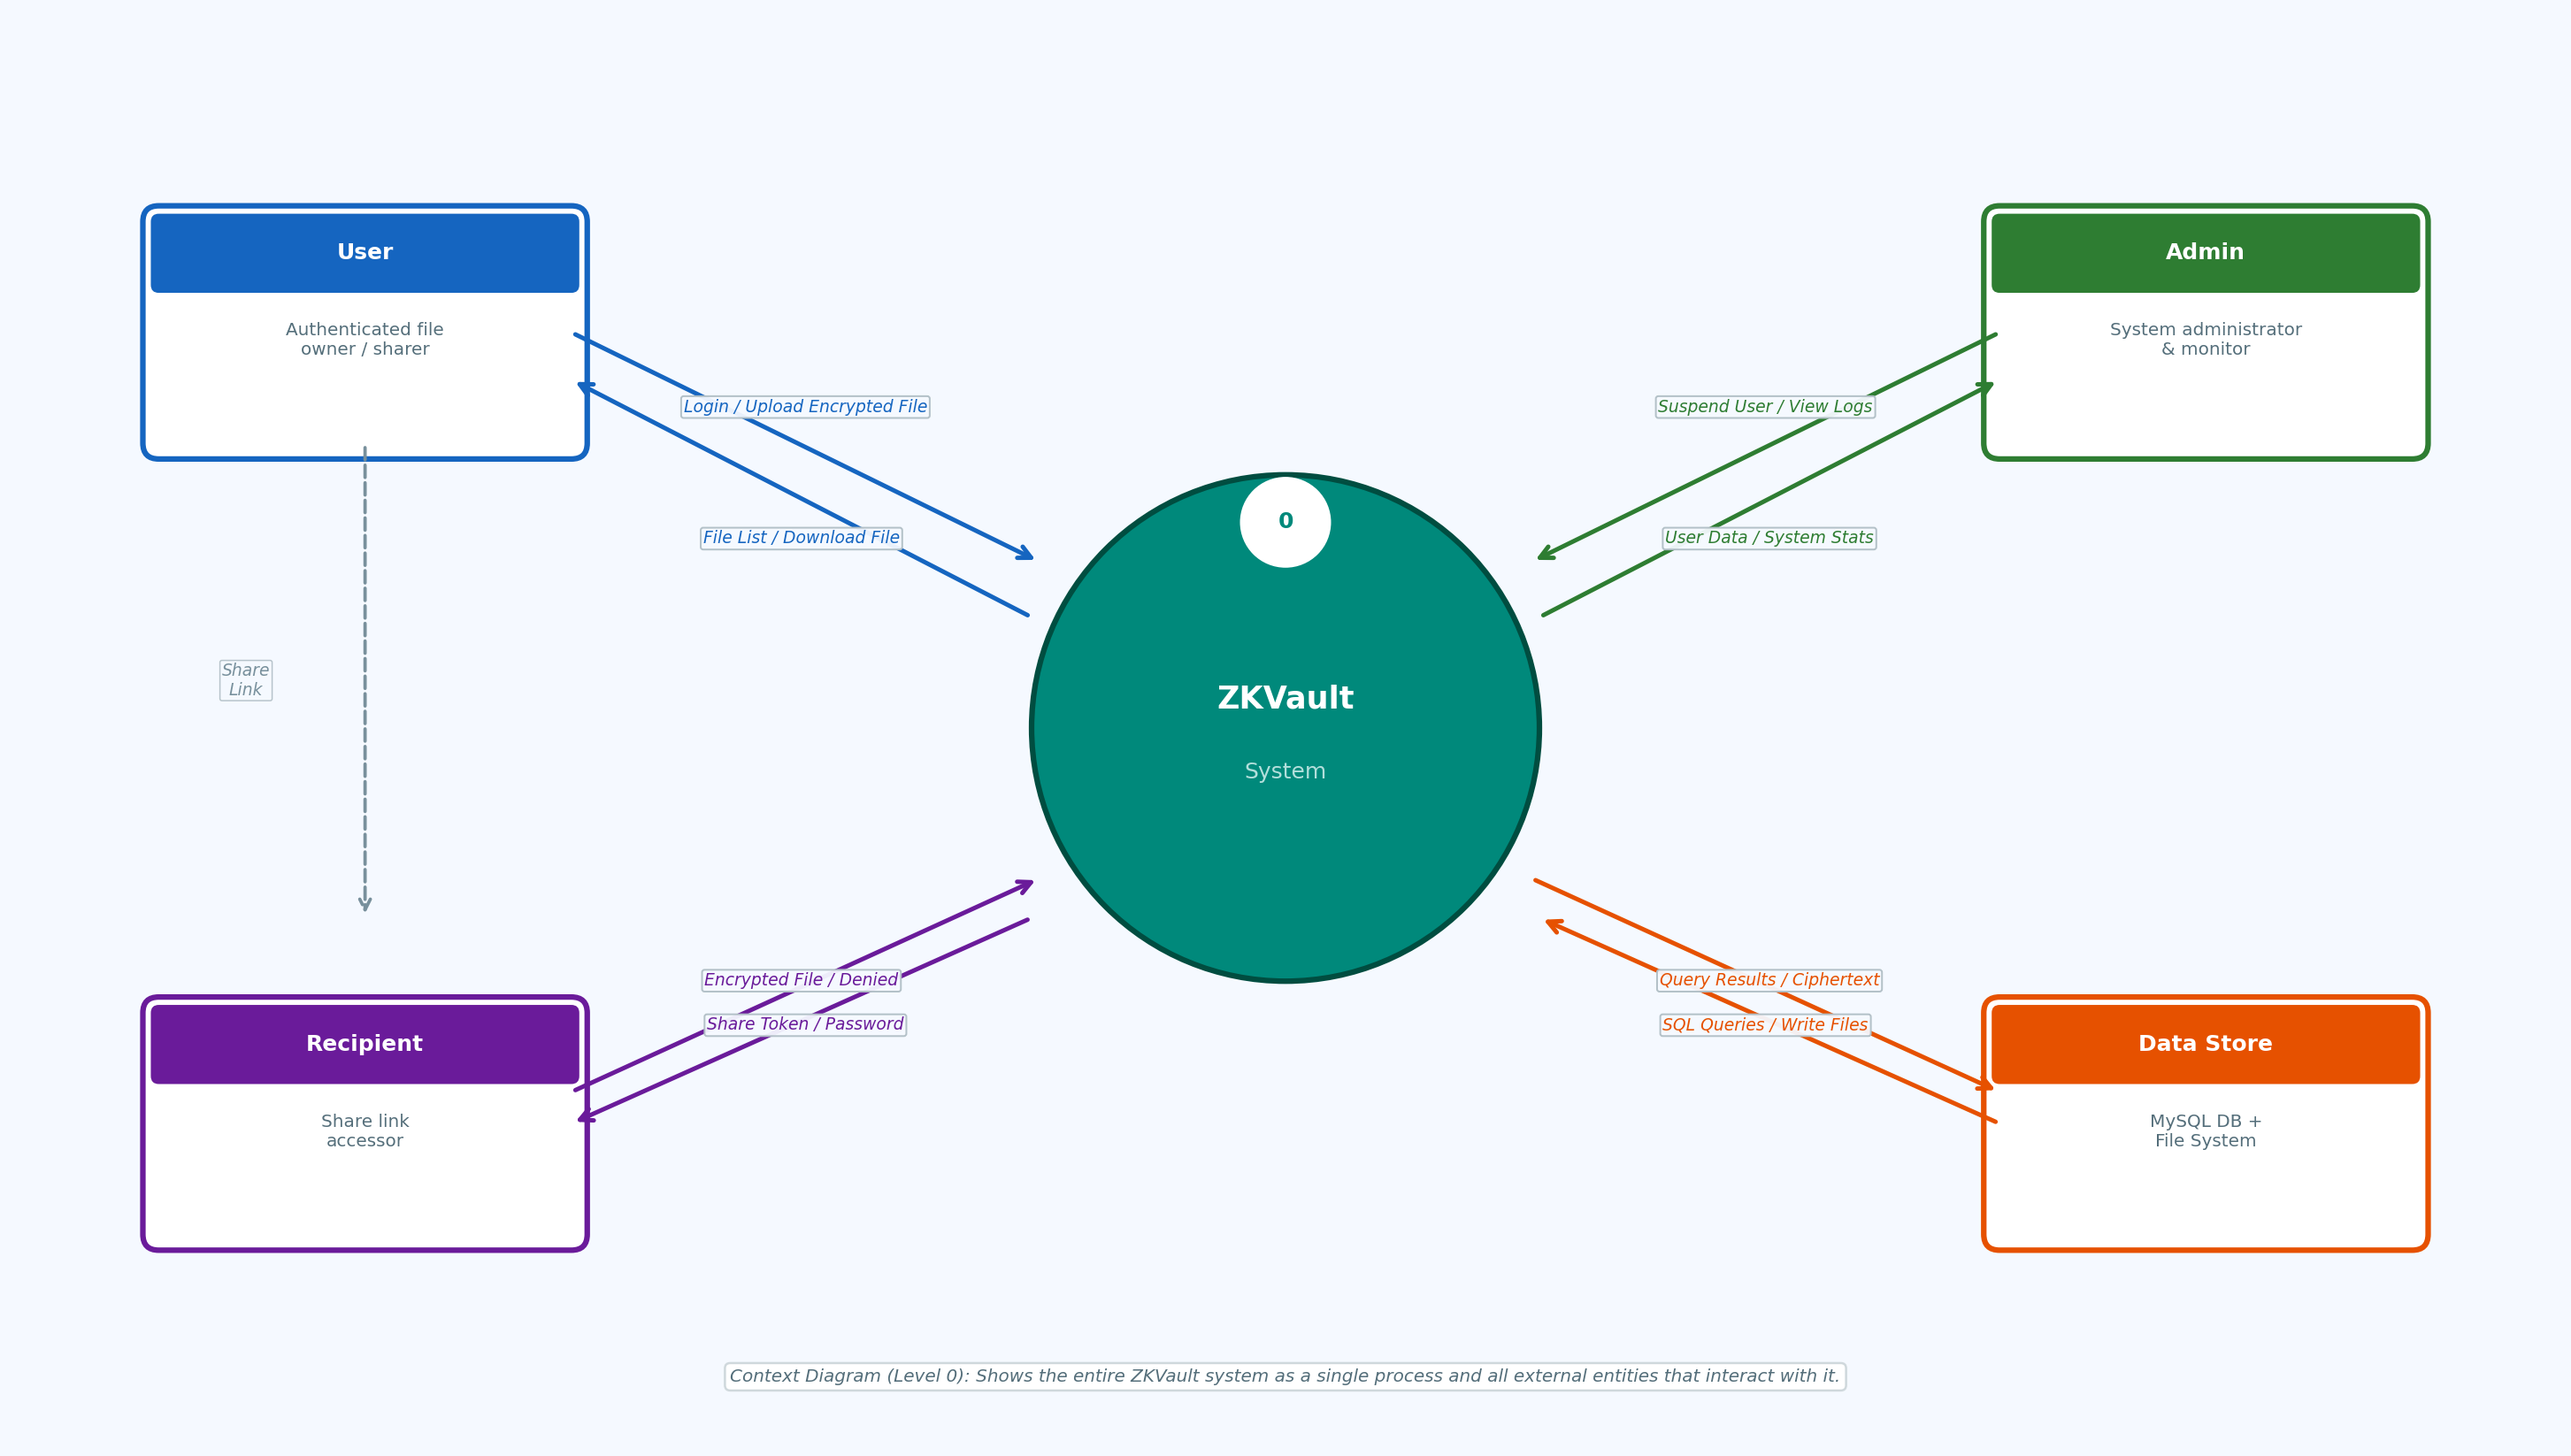 User
Authenticated file
owner / sharer
Admin
System administrator
& monitor
Login / Upload Encrypted File
File List / Download File
Suspend User / View Logs
User Data / System Stats
0
ZKVault
System
Share
Link
Encrypted File / Denied
Share Token / Password
Query Results / Ciphertext
SQL Queries / Write Files
Recipient
Share link
accessor
Data Store
MySQL DB +
File System
Context Diagram (Level 0): Shows the entire ZKVault system as a single process and all external entities that interact with it.